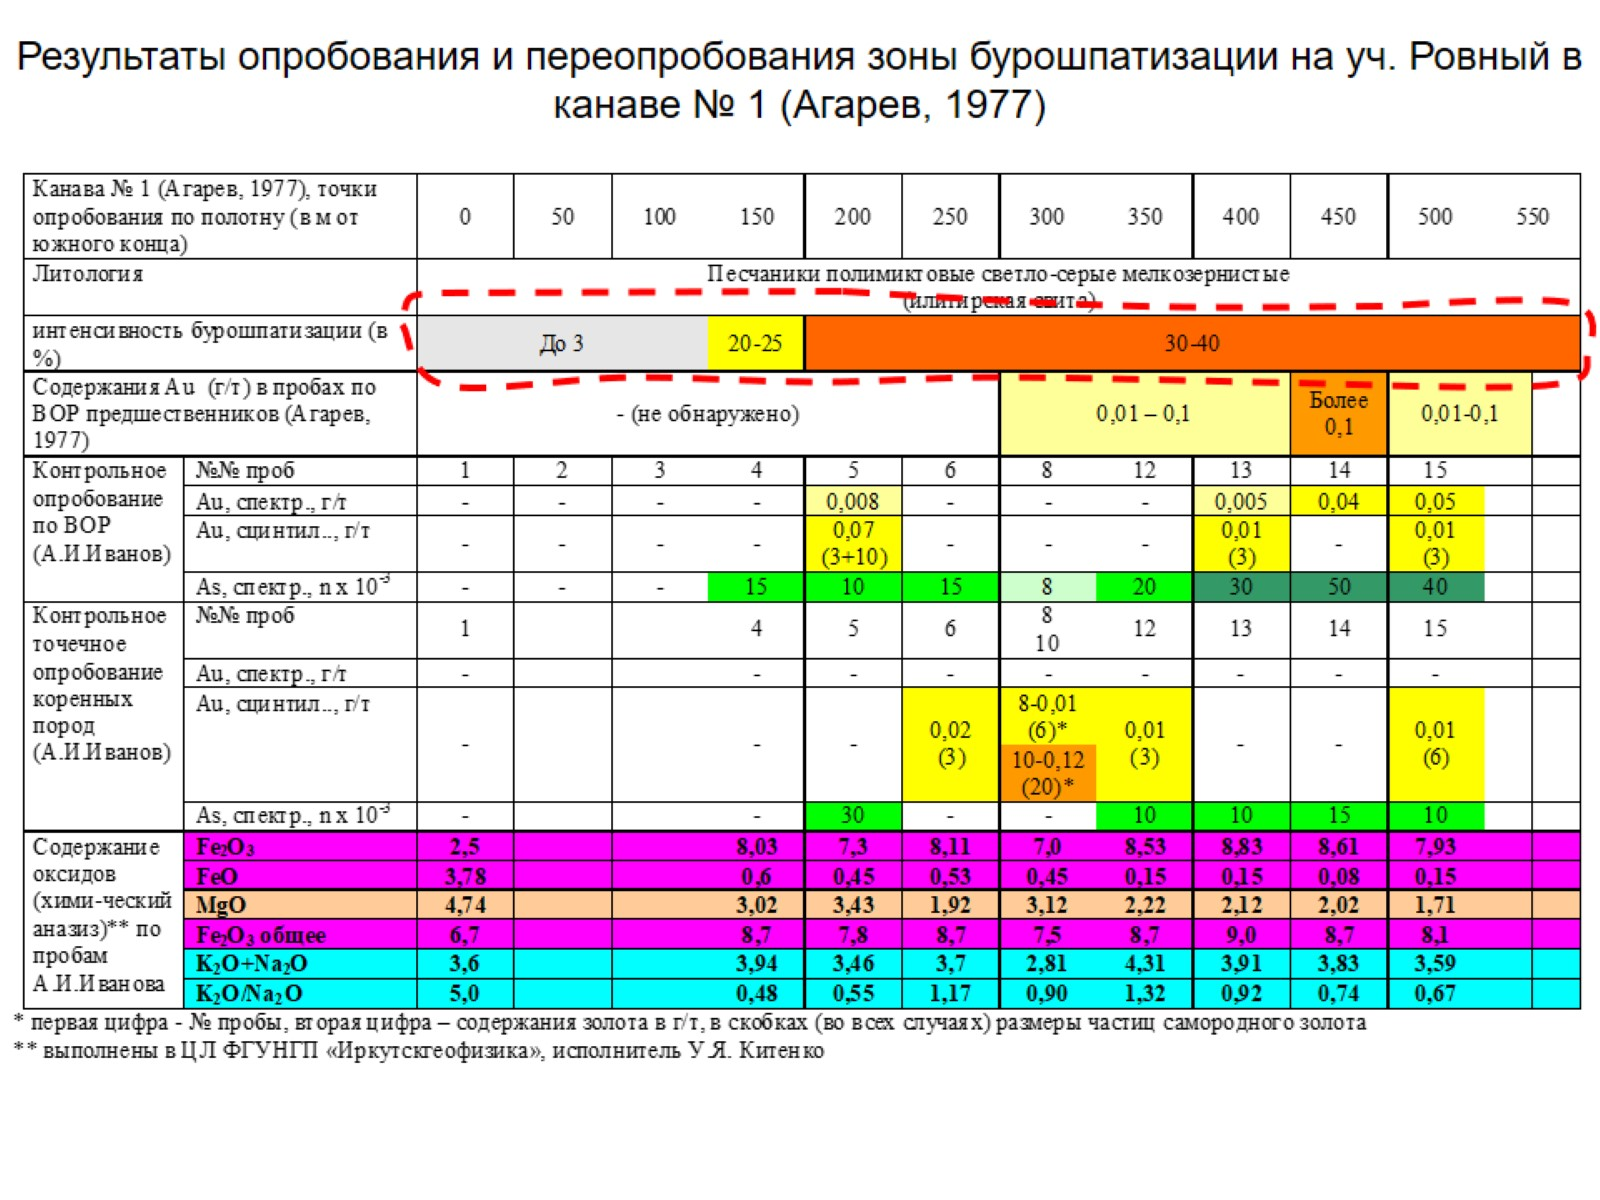 Результаты опробования и переопробования зоны бурошпатизации на уч. Ровный в
канаве № 1 (Агарев, 1977)
Канава № 1 (Агарев, 1977), точки
опробования по полотну (в м от
южного конца)
0 50 100 150 200 250 300 350 400 450 500 550
Литология
Песчаники полимиктовые светло-серые мелкозернистые
(илигирская свита)
интенсивность бурошпатизации (в
%)
До 3 20-25 30-40
Содержания Au (г/т) в пробах по
ВОР предшественников (Агарев,
1977)
- (не обнаружено) 0,01 – 0,1
Более
0,1
0,01-0,1
Контрольное
опробование
по ВОР
(А.И.Иванов)
№№ проб 1 2 3 4 5 6 8 12 13 14 15
Au, спектр., г/т - - - - 0,008 - - - 0,005 0,04 0,05
Au, сцинтил.., г/т - - - - 0,07 - - - 0,01 - 0,01
(3+10) (3) (3)
As, спектр., n x 10-3 - - - 15 10 15 8 20 30 50 40
Контрольное
точечное
опробование
коренных
пород
(А.И.Иванов)
№№ проб 1 4 5 6 8 12 13 14 15
10
Au, спектр., г/т - - - - - - - - -
Au, сцинтил.., г/т - - - 0,02 8-0,01 0,01 - - 0,01
(3) (6)* (3) (6)
10-0,12
(20)*
As, спектр., n x 10-3 - - 30 - - 10 10 15 10
Содержание
оксидов
(хими-ческий
аназиз)** по
пробам
А.И.Иванова
Fe2O3 2,5 8,03 7,3 8,11 7,0 8,53 8,83 8,61 7,93
FeO 3,78 0,6 0,45 0,53 0,45 0,15 0,15 0,08 0,15
MgO 4,74 3,02 3,43 1,92 3,12 2,22 2,12 2,02 1,71
Fe2O3 общее 6,7 8,7 7,8 8,7 7,5 8,7 9,0 8,7 8,1
K2O+Na2O 3,6 3,94 3,46 3,7 2,81 4,31 3,91 3,83 3,59
K2O/Na2O 5,0 0,48 0,55 1,17 0,90 1,32 0,92 0,74 0,67
* первая цифра - № пробы, вторая цифра – содержания золота в г/т, в скобках (во всех случаях) размеры частиц самородного золота
** выполнены в ЦЛ ФГУНГП «Иркутскгеофизика», исполнитель У.Я. Китенко